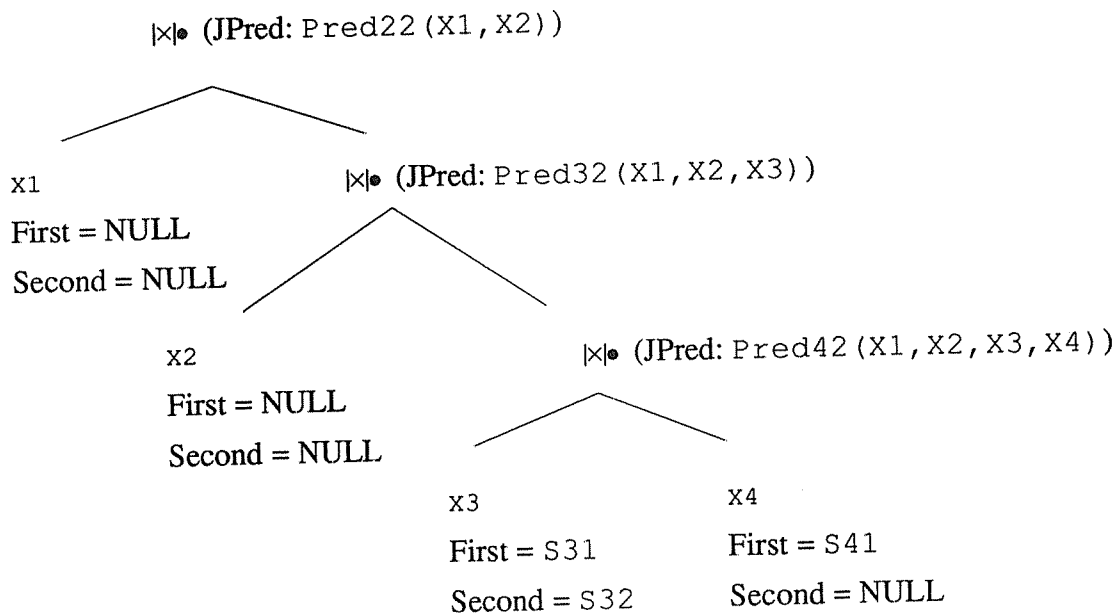 |×|● (JPred: Pred22(X1,X2))
X1
First = NULL
Second = NULL
|×|● (JPred: Pred32(X1,X2,X3))
X2
First = NULL
Second = NULL
|×|● (JPred: Pred42(X1,X2,X3,X4))
X3
First = S31
Second = S32
X4
First = S41
Second = NULL